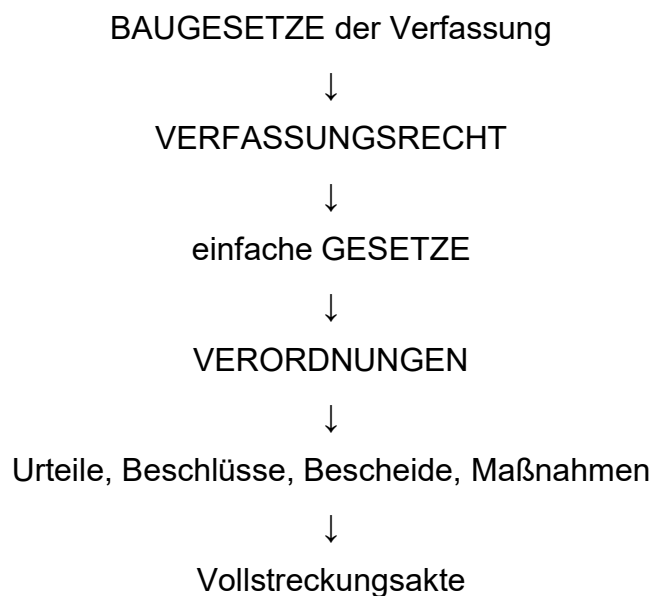 BAUGESETZE der Verfassung
↓
VERFASSUNGSRECHT
↓
einfache GESETZE
↓
VERORDNUNGEN
↓
Urteile, Beschlüsse, Bescheide, Maßnahmen
↓
Vollstreckungsakte